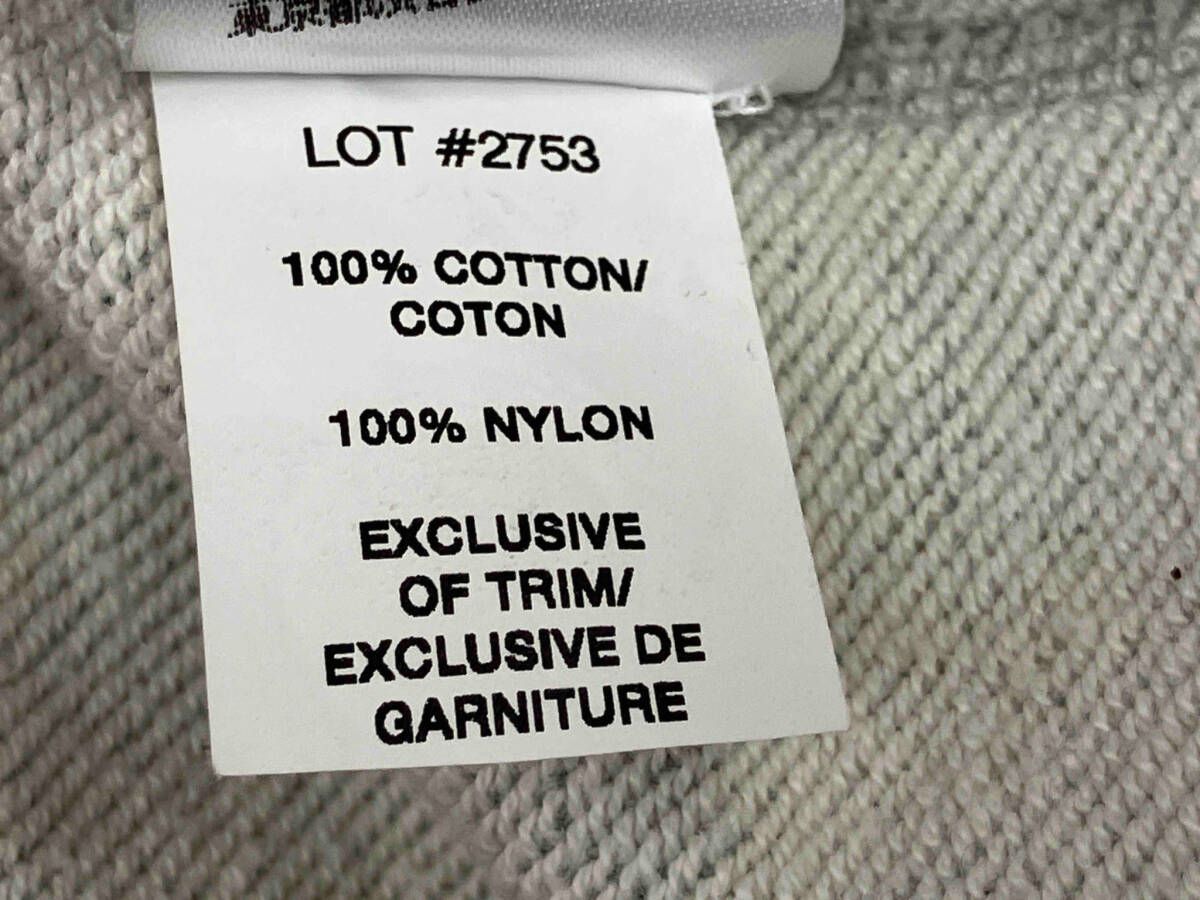 LOT #2753
100% COTTON/
COTON
100% NYLON
EXCLUSIVE
OF TRIM/
EXCLUSIVE DE
GARNITURE